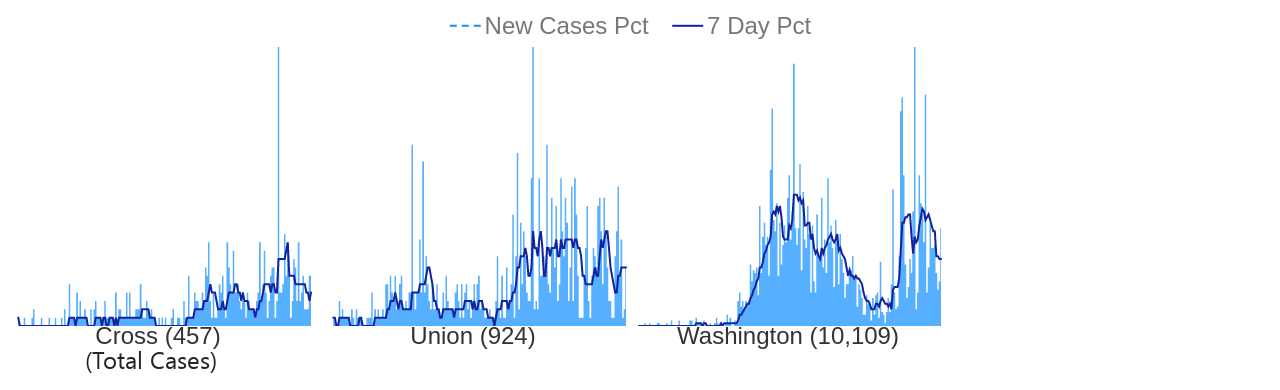 New Cases Pct 7 Day Pct
Cross (457) Union (924) Washington (10,109)
(Total Cases)